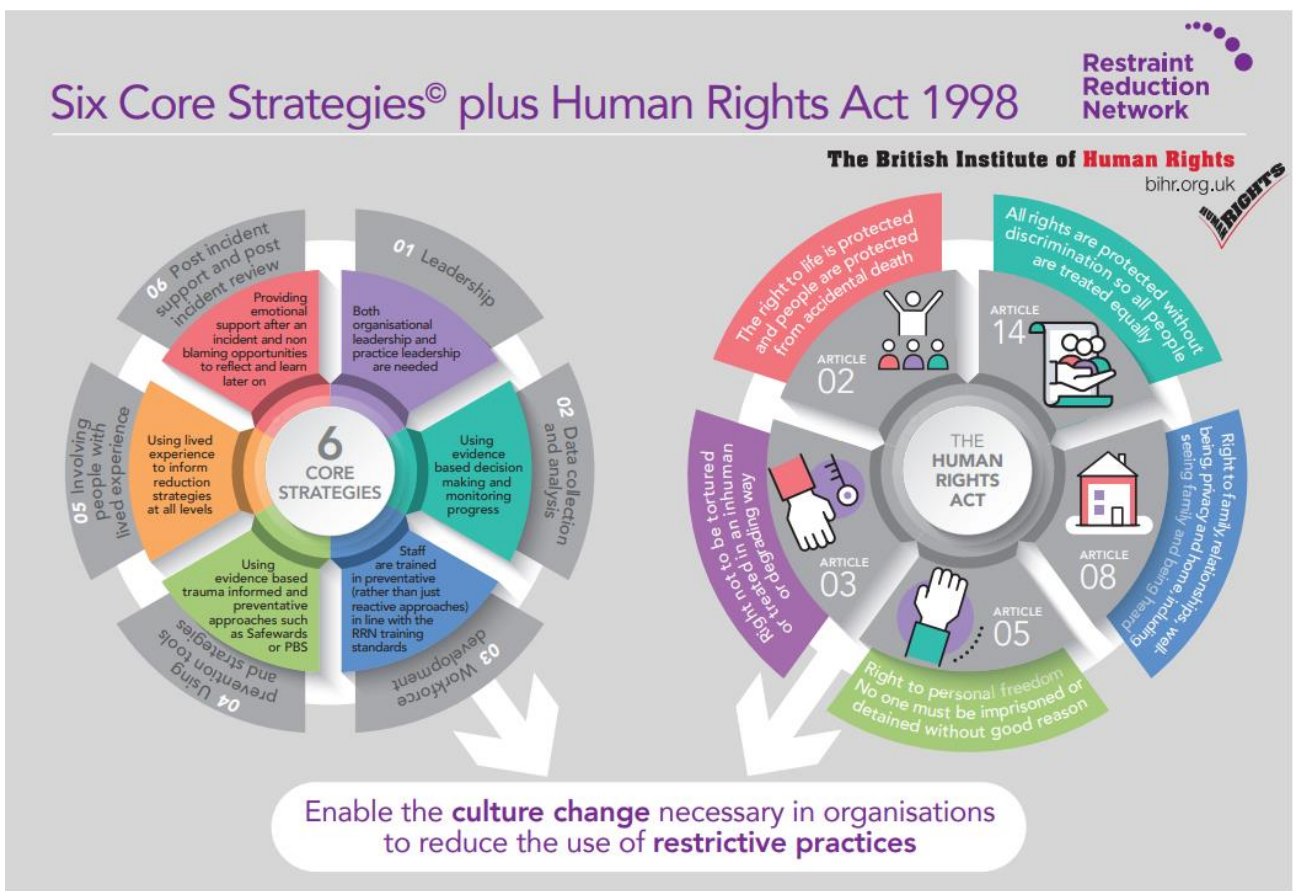 Six Core Strategies© plus Human Rights Act 1998
Restraint
Reduction
Network
The British Institute of Human Rights
bihr.org.uk
HUMAN
RIGHTS
01 Leadership
Both
organisational
leadership and
practice leadership
are needed
02 Data collection
and analysis
Using
evidence
based decision
making and
monitoring
progress
03 Workforce
development
Staff
are trained
in preventative
(rather than just
reactive approaches)
in line with the
RRN training
standards
04 Using
prevention tools
and strategies
Using
evidence based
trauma informed and
preventative
approaches such
as Safewards
or PBS
05 Involving
people with
lived experience
Using lived
experience
to inform
reduction
strategies
at all levels
06 Post incident
support and post
incident review
Providing
emotional
support after an
incident and non
blaming opportunities
to reflect and learn
later on
6
CORE
STRATEGIES
The right to life is protected
and people are protected
from accidental death
ARTICLE
02
All rights are protected without
discrimination so all people
are treated equally
ARTICLE
14
Right to family, relationships, well-
being, privacy and home, including
seeing family and being heard
ARTICLE
08
Right to personal freedom
No one must be imprisoned or
detained without good reason
ARTICLE
05
Right not to be tortured
or treated in an inhuman
or degrading way
ARTICLE
03
THE
HUMAN
RIGHTS
ACT
Enable the culture change necessary in organisations
to reduce the use of restrictive practices